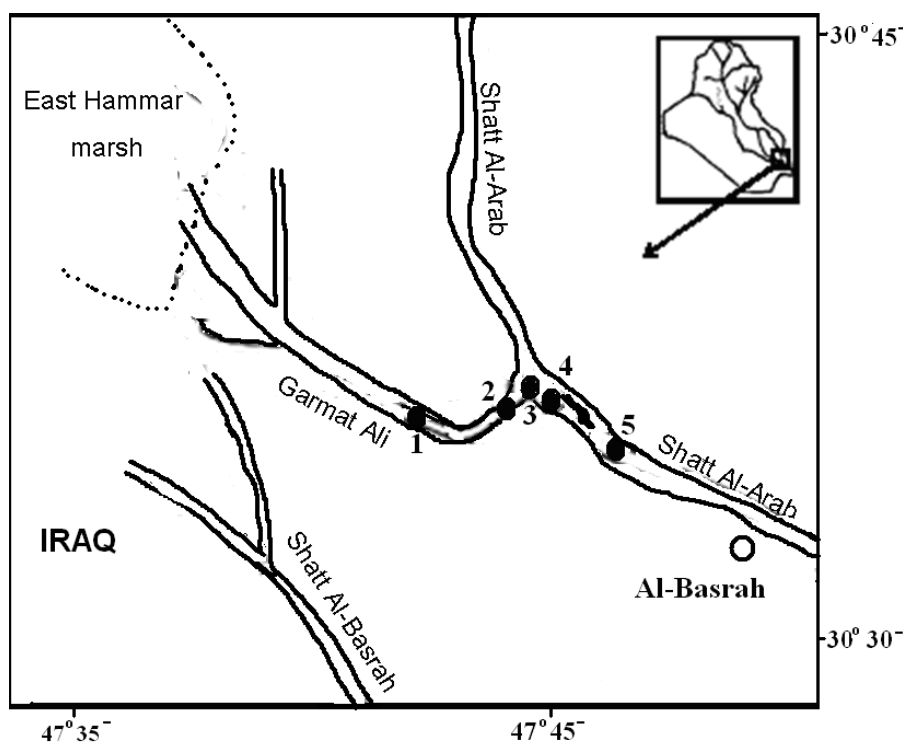 30° 45⁻
East Hammar
marsh
Shatt Al-Arab
4
2
3
5
1
Garmat Ali
Shatt Al-Arab
IRAQ
Shatt Al-Basrah
Al-Basrah
30° 30⁻
47° 35⁻
47° 45⁻